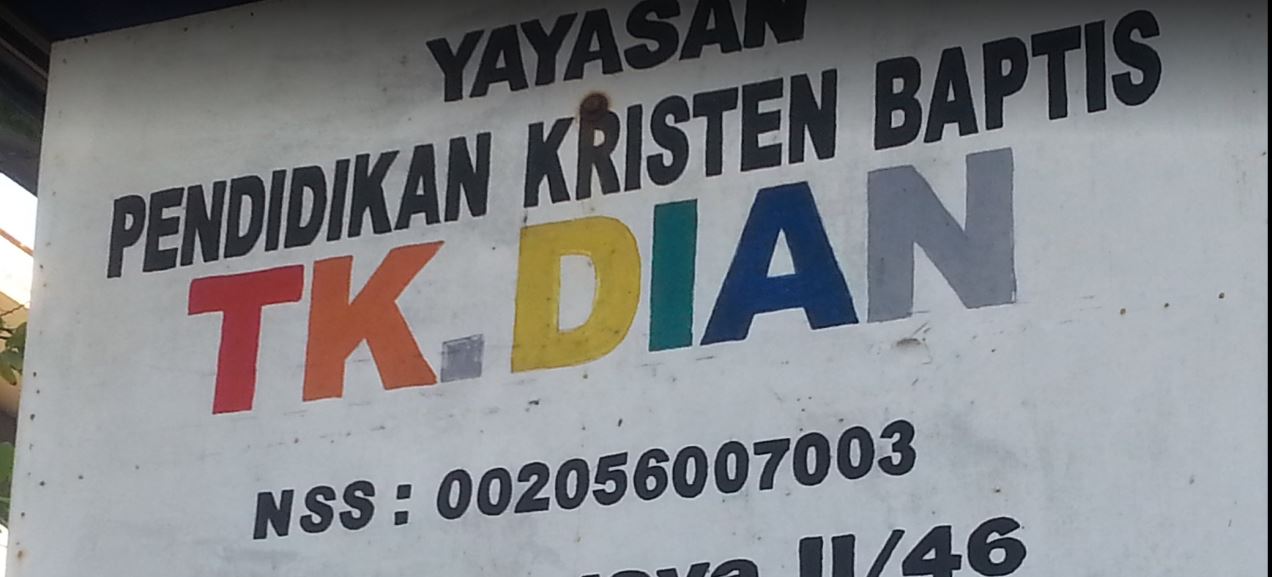 YAYASAN
PENDIDIKAN KRISTEN BAPTIS
TK. DIAN
NSS : 002056007003
II/46